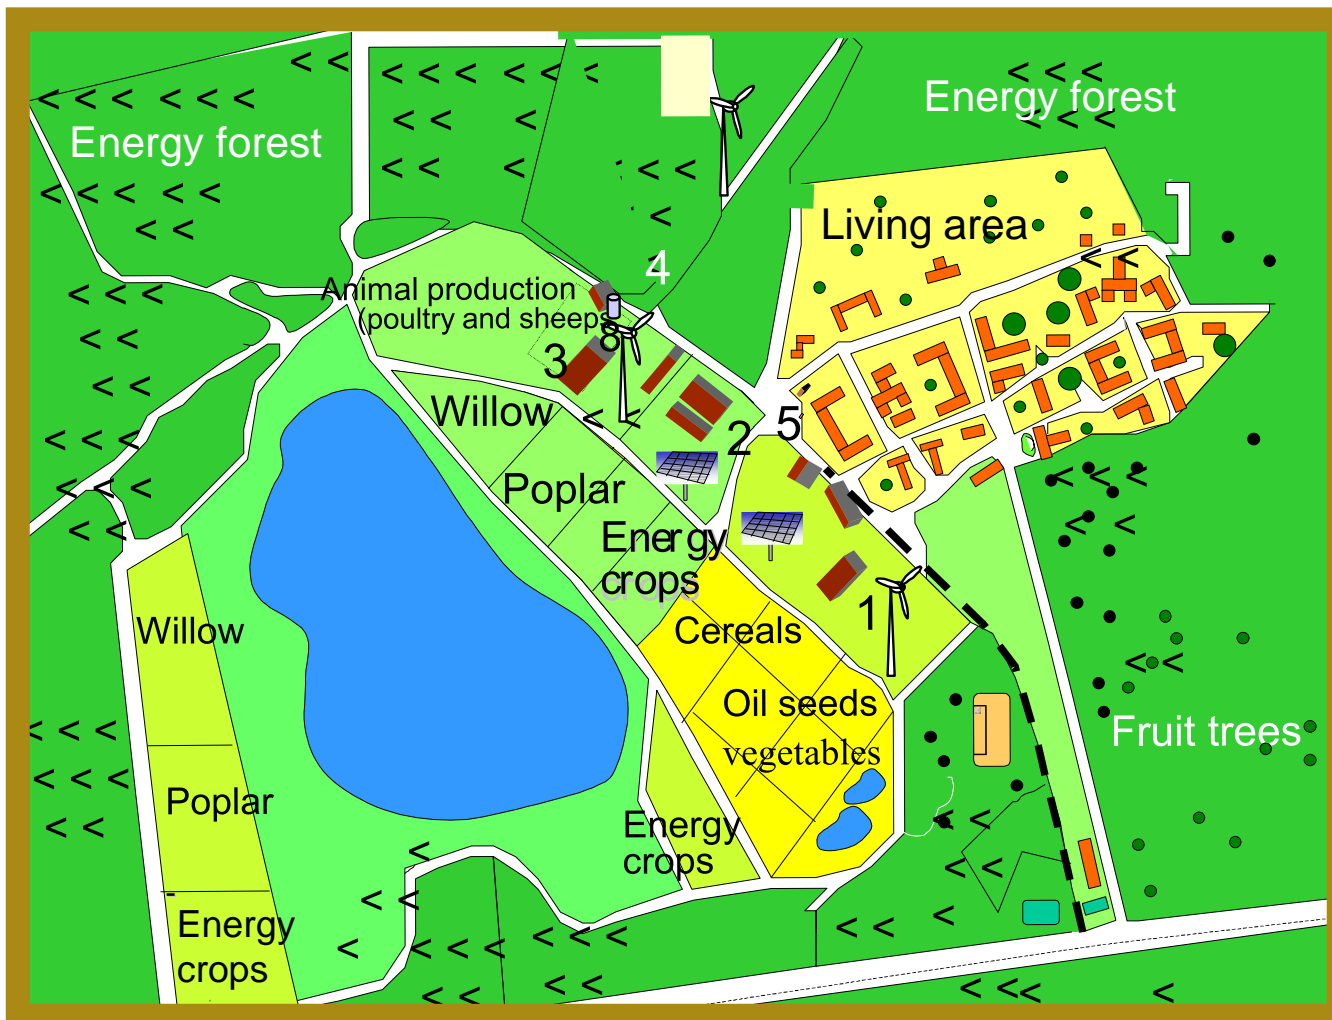 Energy forest
Energy forest
Living area
4
Animal production
(poultry and sheeps
8
3
Willow
2
5
Poplar
Energy
crops
1
Willow
Cereals
Oil seeds
vegetables
Fruit trees
Poplar
Energy
crops
Energy
crops